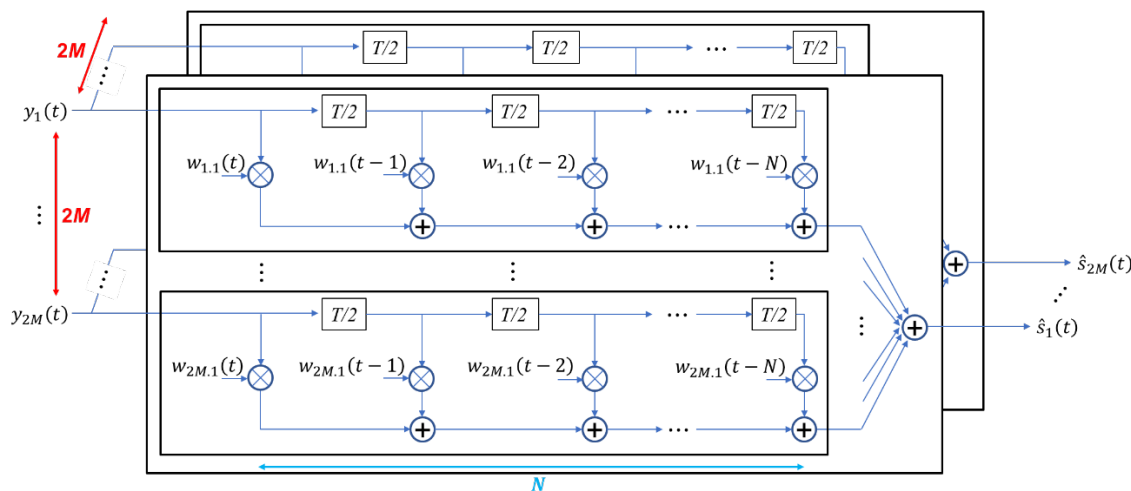 2M
T/2 T/2 ... T/2
y₁(t)
T/2 T/2 ... T/2
w₁.₁(t) w₁.₁(t − 1) w₁.₁(t − 2) w₁.₁(t − N)
...
2M
...
ŝ₂M(t)
y₂M(t)
T/2 T/2 ... T/2
ŝ₁(t)
w₂M.₁(t) w₂M.₁(t − 1) w₂M.₁(t − 2) w₂M.₁(t − N)
...
N